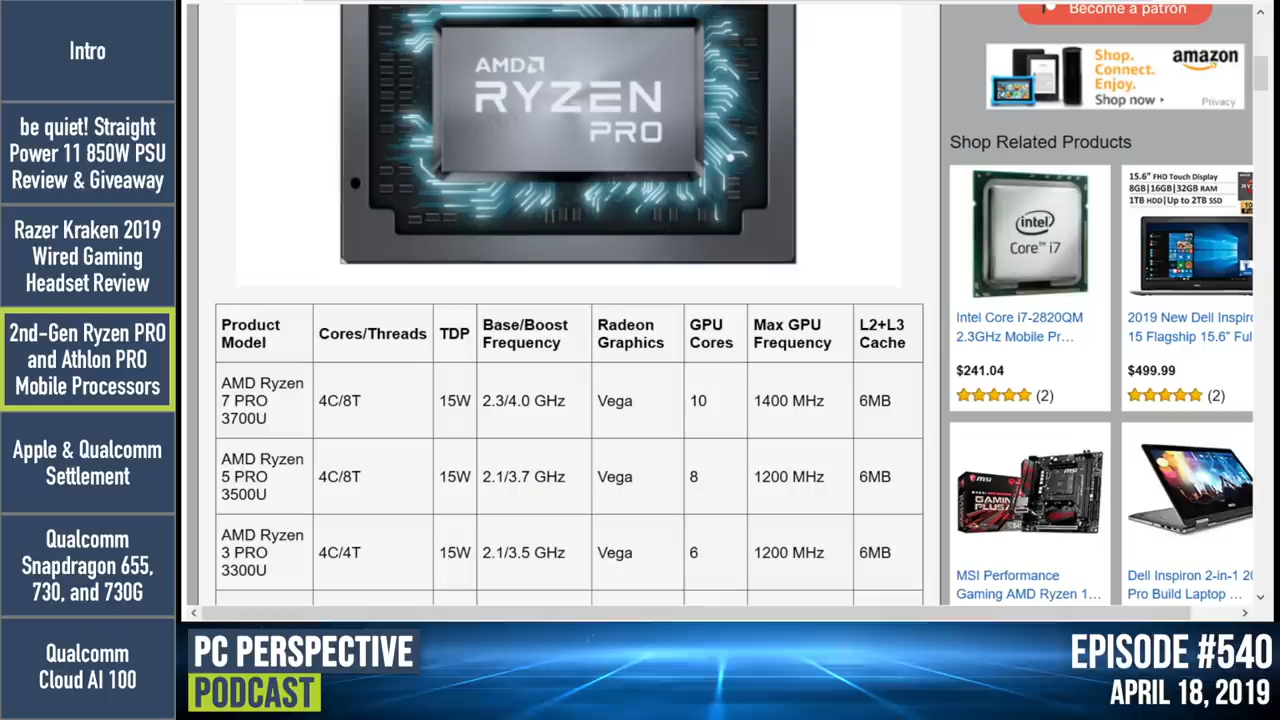 Intro
be quiet! Straight
Power 11 850W PSU
Review & Giveaway
Razer Kraken 2019
Wired Gaming
Headset Review
2nd-Gen Ryzen PRO
and Athlon PRO
Mobile Processors
Apple & Qualcomm
Settlement
Qualcomm
Snapdragon 655,
730, and 730G
Qualcomm
Cloud AI 100
AMD
RYZEN
PRO
Product Model Cores/Threads TDP Base/Boost Frequency Radeon Graphics GPU Cores Max GPU Frequency L2+L3 Cache
AMD Ryzen 7 PRO 3700U 4C/8T 15W 2.3/4.0 GHz Vega 10 1400 MHz 6MB
AMD Ryzen 5 PRO 3500U 4C/8T 15W 2.1/3.7 GHz Vega 8 1200 MHz 6MB
AMD Ryzen 3 PRO 3300U 4C/4T 15W 2.1/3.5 GHz Vega 6 1200 MHz 6MB
Become a patron
Shop.
Connect.
Enjoy.
Shop now
amazon
Privacy
Shop Related Products
intel
Core™ i7
Intel Core i7-2820QM
2.3GHz Mobile Pr…
$241.04
(2)
15.6" FHD Touch Display
8GB|16GB|32GB RAM
1TB HDD|Up to 2TB SSD
2019 New Dell Inspir
15 Flagship 15.6" Ful
$499.99
(2)
msi
GAMING
PLUS
MSI Performance
Gaming AMD Ryzen 1…
Dell Inspiron 2-in-1 20
Pro Build Laptop …
PC PERSPECTIVE
PODCAST
EPISODE #540
APRIL 18, 2019